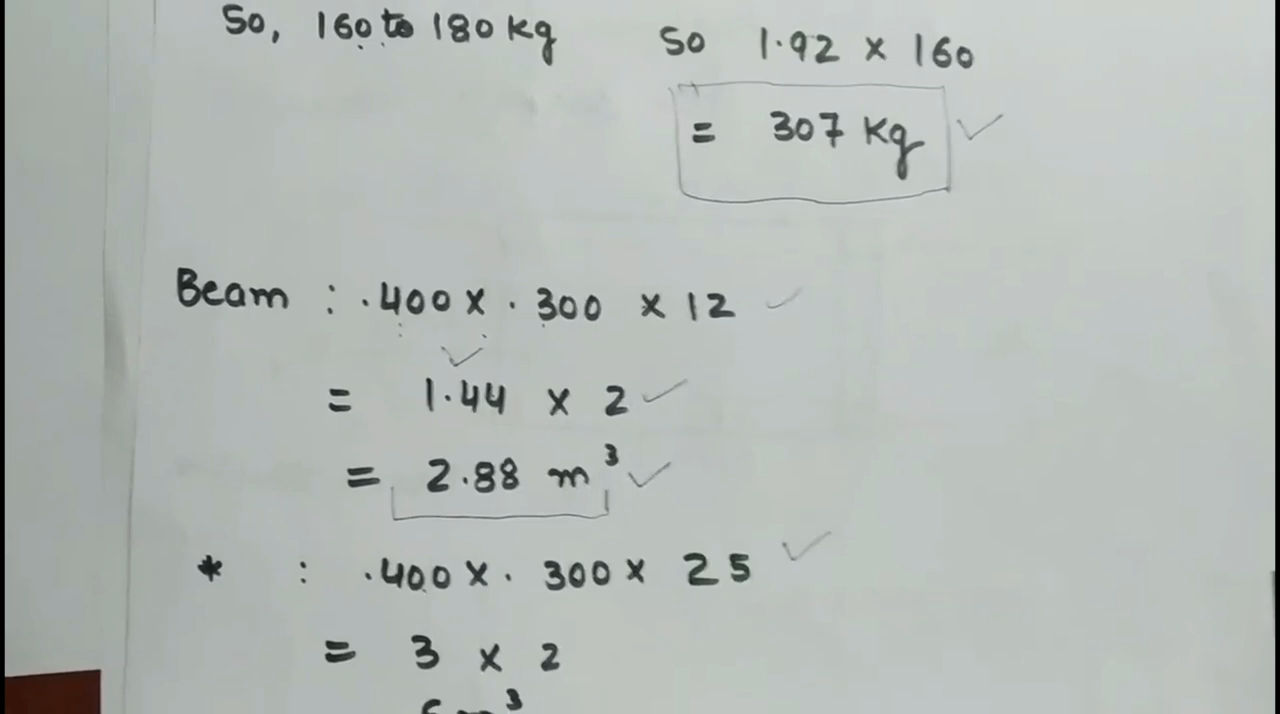 So, 160 to 180 kg
so 1.92 x 160
= 307 kg
Beam : .400 x .300 x 12
= 1.44 x 2
= 2.88 m³
* : .400 x .300 x 25
= 3 x 2